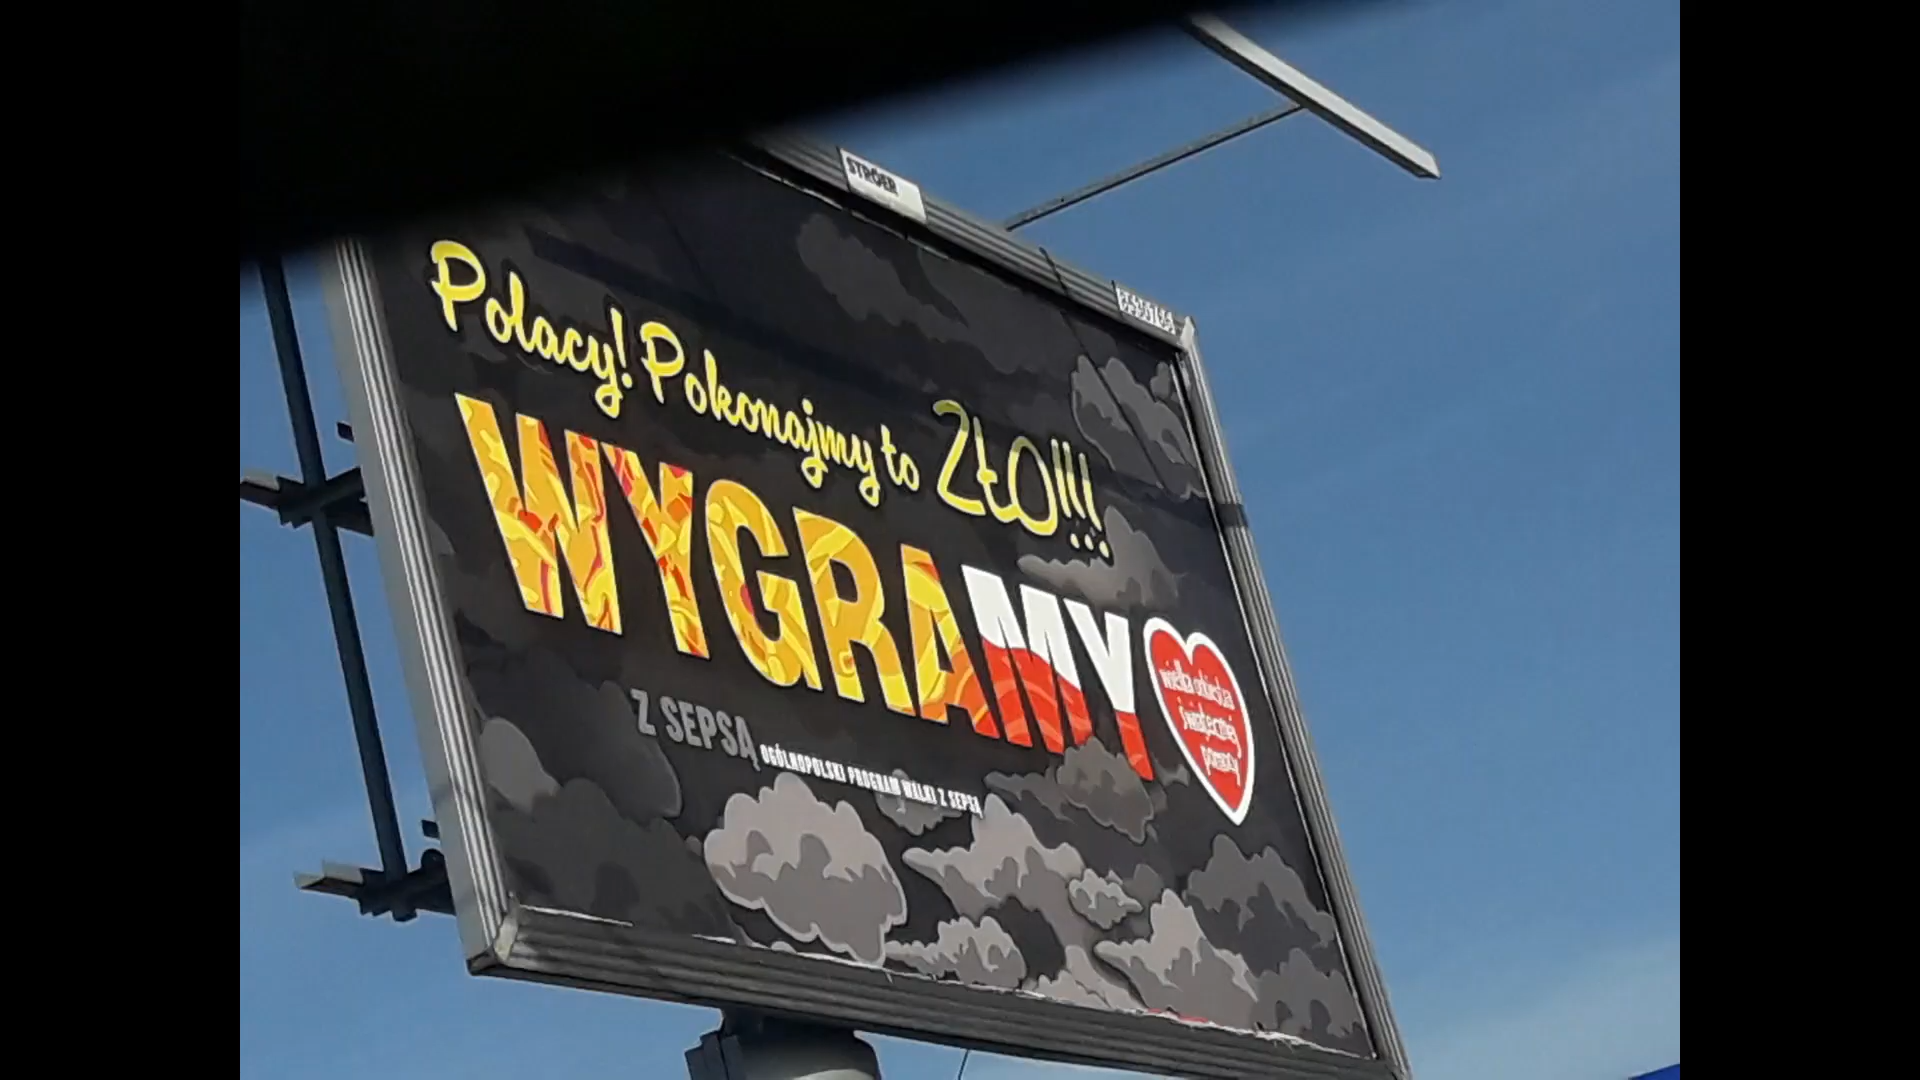 STRÖER
Polacy! Pokonajmy to ZŁO!!!
WYGRAMY
wielka orkiestra
świątecznej
pomocy
Z SEPSĄ
OGÓLNOPOLSKI PROGRAM WALKI Z SEPSĄ